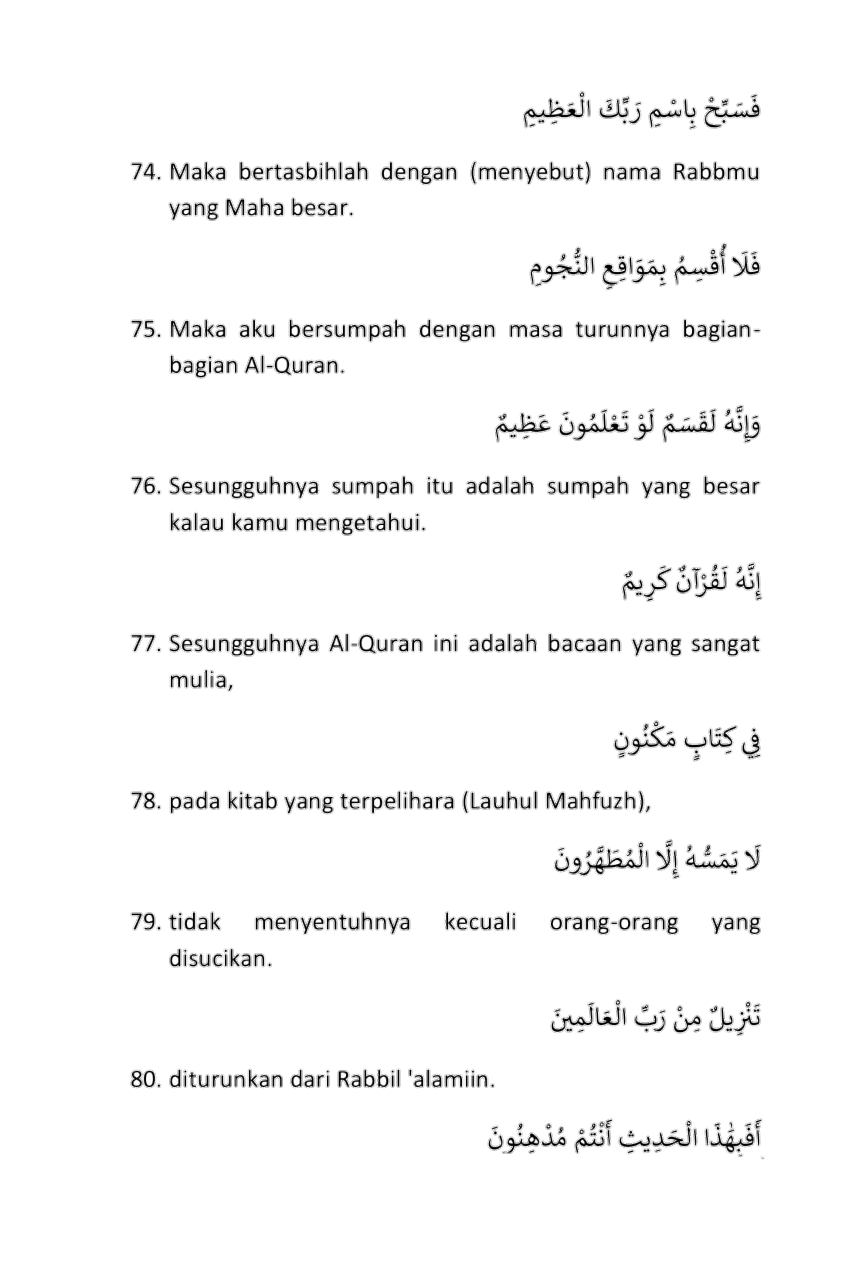 فَسَبِّحْ بِاسْمِ رَبِّكَ الْعَظِيمِ
74. Maka bertasbihlah dengan (menyebut) nama Rabbmu
yang Maha besar.
فَلَا أُقْسِمُ بِمَوَاقِعِ النُّجُومِ
75. Maka aku bersumpah dengan masa turunnya bagian-
bagian Al-Quran.
وَإِنَّهُ لَقَسَمٌ لَوْ تَعْلَمُونَ عَظِيمٌ
76. Sesungguhnya sumpah itu adalah sumpah yang besar
kalau kamu mengetahui.
إِنَّهُ لَقُرْآنٌ كَرِيمٌ
77. Sesungguhnya Al-Quran ini adalah bacaan yang sangat
mulia,
فِي كِتَابٍ مَكْنُونٍ
78. pada kitab yang terpelihara (Lauhul Mahfuzh),
لَا يَمَسُّهُ إِلَّا الْمُطَهَّرُونَ
79. tidak menyentuhnya kecuali orang-orang yang
disucikan.
تَنْزِيلٌ مِنْ رَبِّ الْعَالَمِينَ
80. diturunkan dari Rabbil 'alamiin.
أَفَبِهَٰذَا الْحَدِيثِ أَنْتُمْ مُدْهِنُونَ